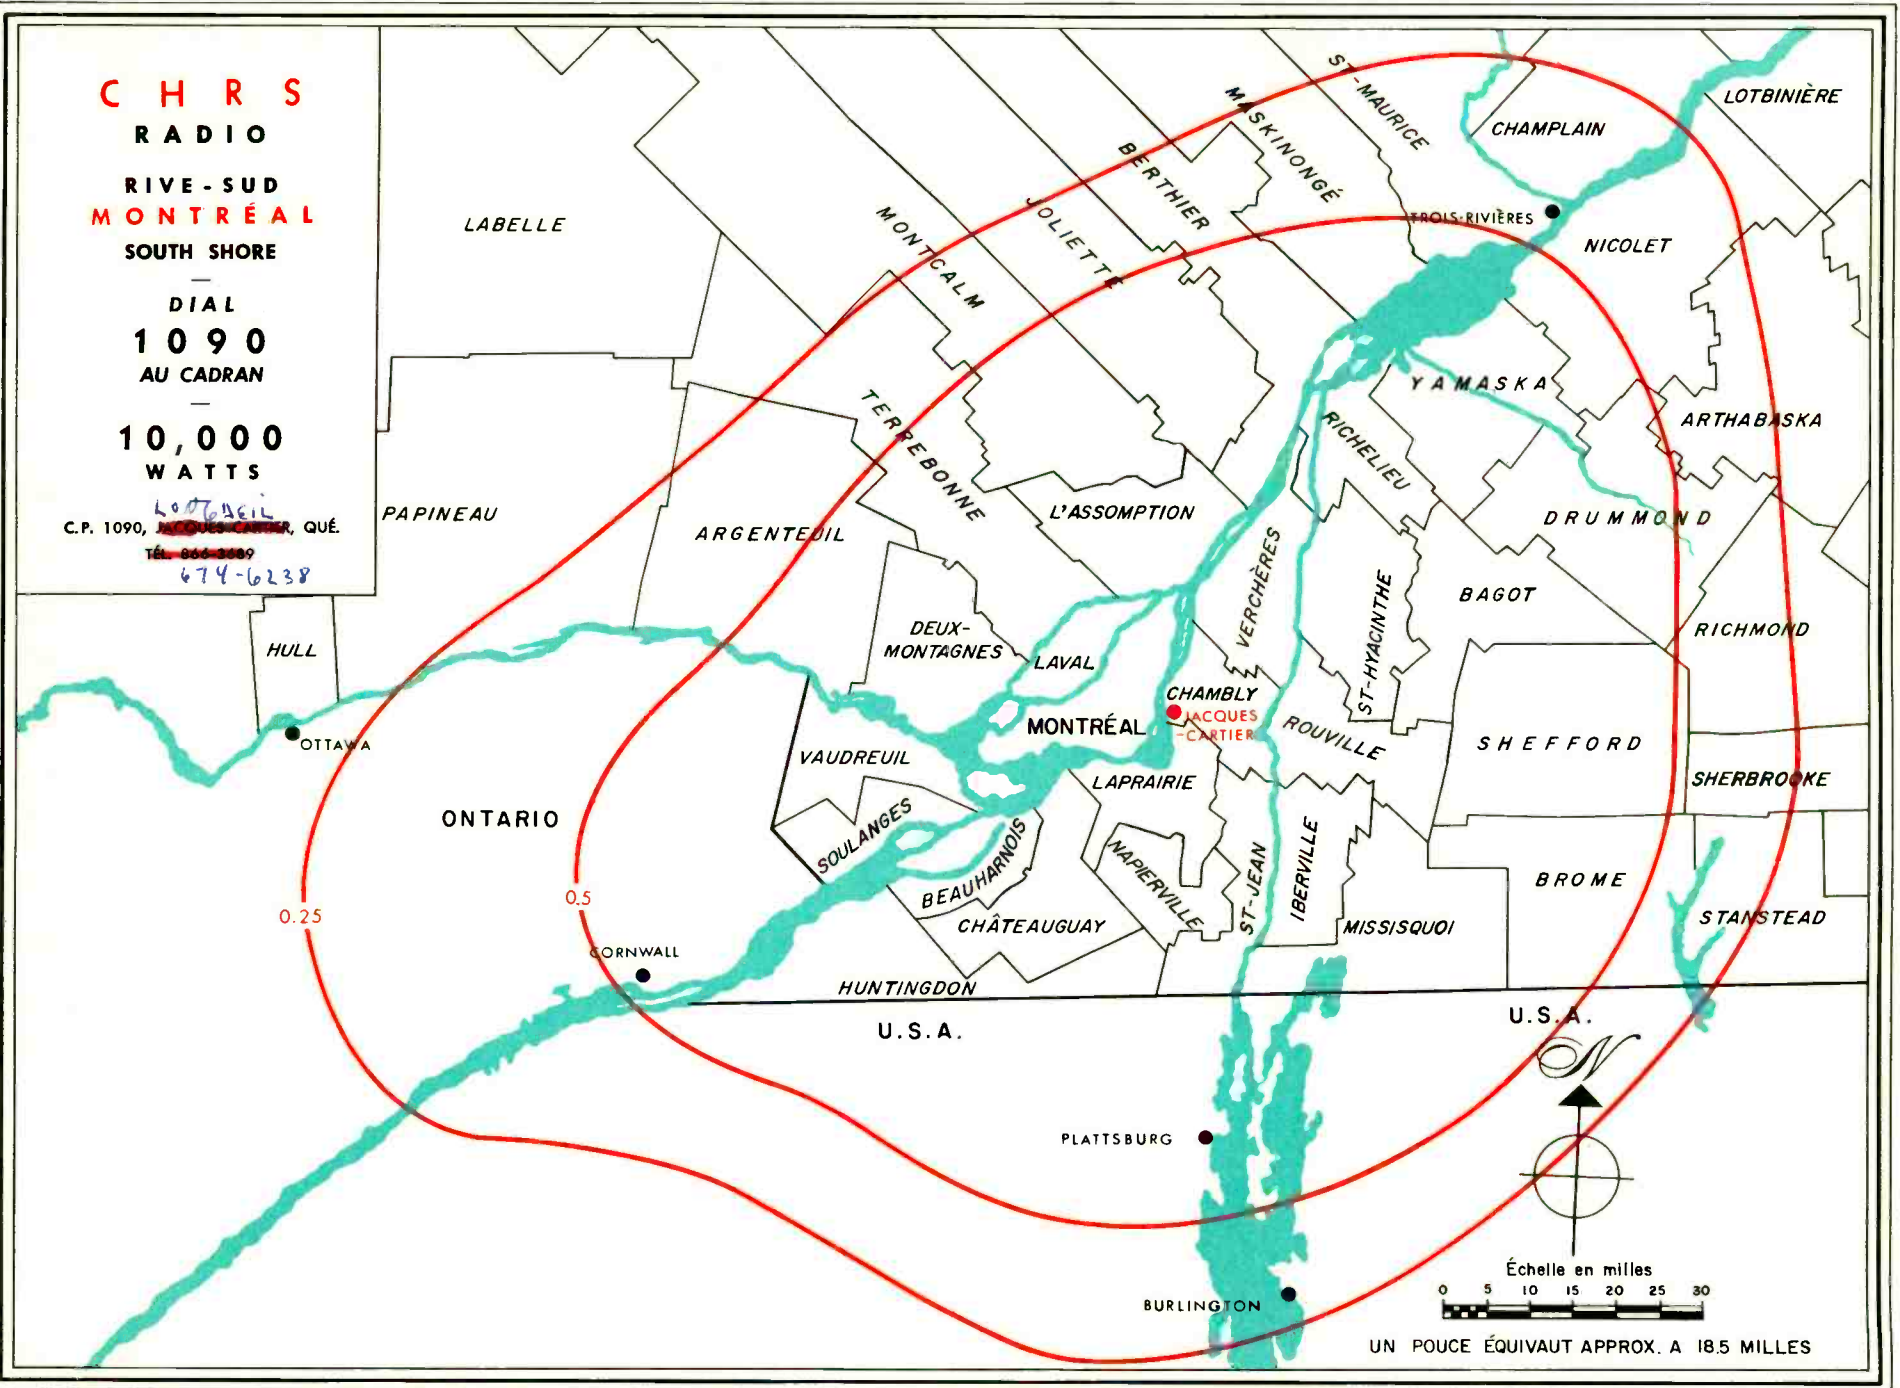 CHRS
RADIO
RIVE-SUD
MONTRÉAL
SOUTH SHORE
—
DIAL
1090
AU CADRAN
—
10,000
WATTS
LONGUEIL
C.P. 1090, JACQUES-CARTIER, QUÉ.
TÉL. 866-3689
674-6238
LABELLE
PAPINEAU
HULL
OTTAWA
ARGENTEUIL
MONTCALM
JOLIETTE
BERTHIER
MASKINONGÉ
ST-MAURICE
CHAMPLAIN
LOTBINIÈRE
TROIS-RIVIÈRES
NICOLET
YAMASKA
ARTHABASKA
TERREBONNE
L'ASSOMPTION
RICHELIEU
DRUMMOND
VERCHÈRES
ST-HYACINTHE
BAGOT
RICHMOND
DEUX-
MONTAGNES
LAVAL
CHAMBLY
JACQUES
-CARTIER
MONTRÉAL
ROUVILLE
SHEFFORD
SHERBROOKE
VAUDREUIL
LAPRAIRIE
ONTARIO
SOULANGES
BEAUHARNOIS
NAPIERVILLE
ST-JEAN
IBERVILLE
BROME
STANSTEAD
MISSISQUOI
CHÂTEAUGUAY
HUNTINGDON
0.25
0.5
CORNWALL
U.S.A.
U.S.A.
N
PLATTSBURG
BURLINGTON
Échelle en milles
0 5 10 15 20 25 30
UN POUCE ÉQUIVAUT APPROX. A 18.5 MILLES